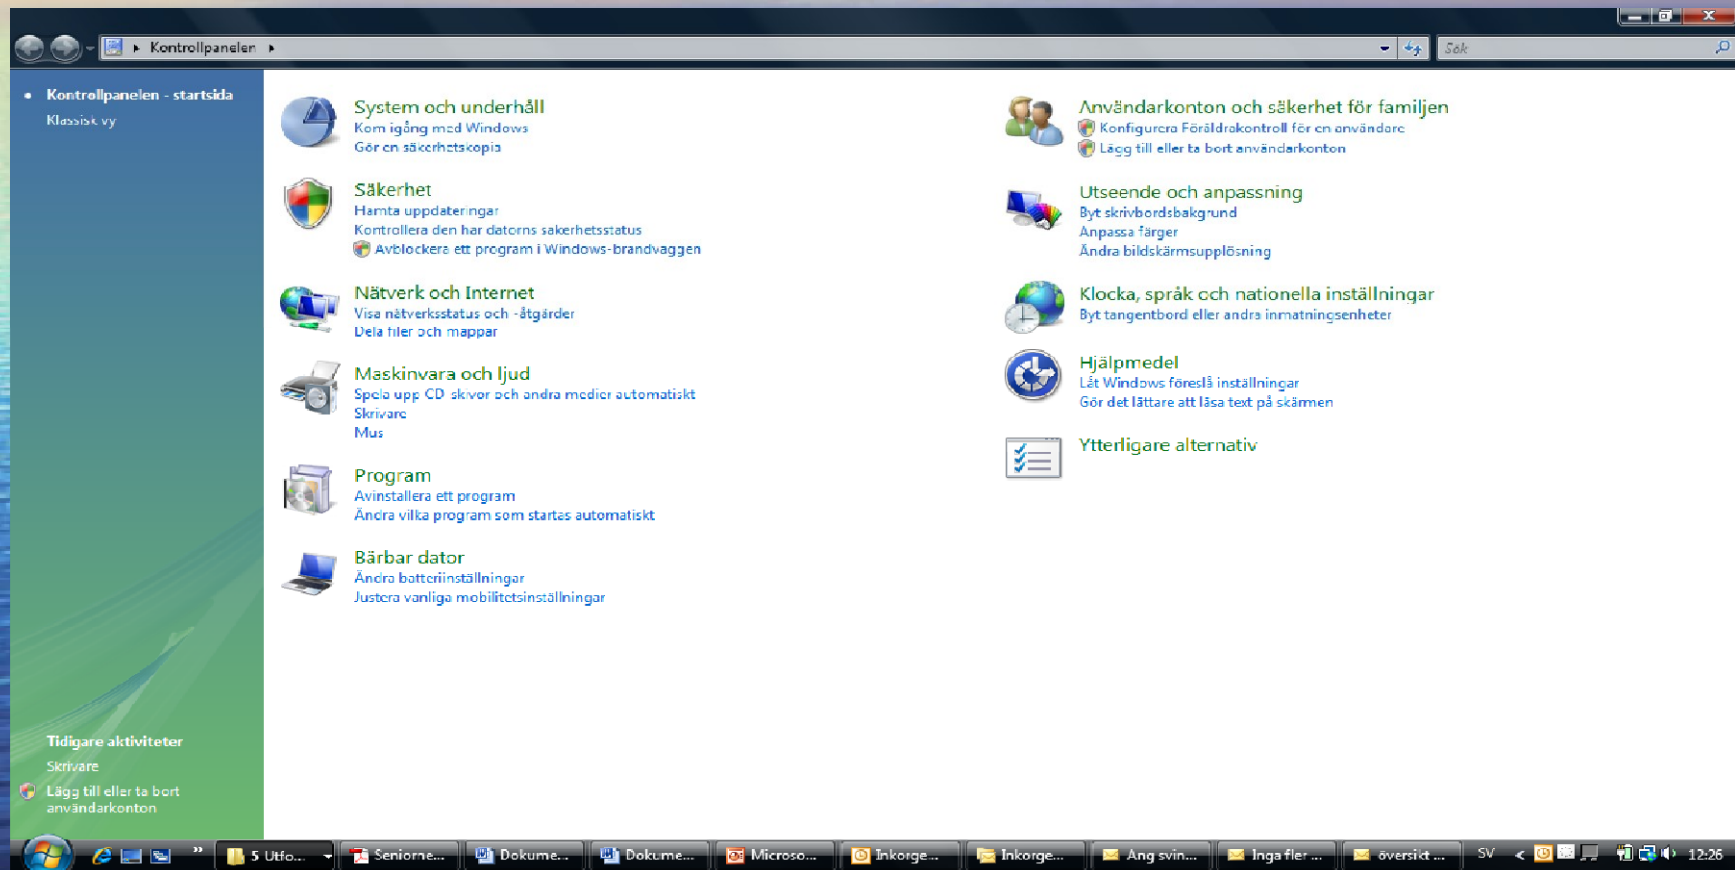 Kontrollpanelen
Sök
Kontrollpanelen - startsida
Klassisk vy
System och underhåll
Kom igång med Windows
Gör en säkerhetskopia
Säkerhet
Hämta uppdateringar
Kontrollera den här datorns säkerhetsstatus
Avblockera ett program i Windows-brandväggen
Nätverk och Internet
Visa nätverksstatus och -åtgärder
Dela filer och mappar
Maskinvara och ljud
Spela upp CD-skivor och andra medier automatiskt
Skrivare
Mus
Program
Avinstallera ett program
Ändra vilka program som startas automatiskt
Bärbar dator
Ändra batteriinställningar
Justera vanliga mobilitetsinställningar
Användarkonton och säkerhet för familjen
Konfigurera Föräldrakontroll för en användare
Lägg till eller ta bort användarkonton
Utseende och anpassning
Byt skrivbordsbakgrund
Anpassa färger
Ändra bildskärmsupplösning
Klocka, språk och nationella inställningar
Byt tangentbord eller andra inmatningsenheter
Hjälpmedel
Låt Windows föreslå inställningar
Gör det lättare att läsa text på skärmen
Ytterligare alternativ
Tidigare aktiviteter
Skrivare
Lägg till eller ta bort
användarkonton
5 Utfo... Seniorne... Dokume... Dokume... Microso... Inkorge... Inkorge... Ang svin... Inga fler ... översikt ... SV 12:26